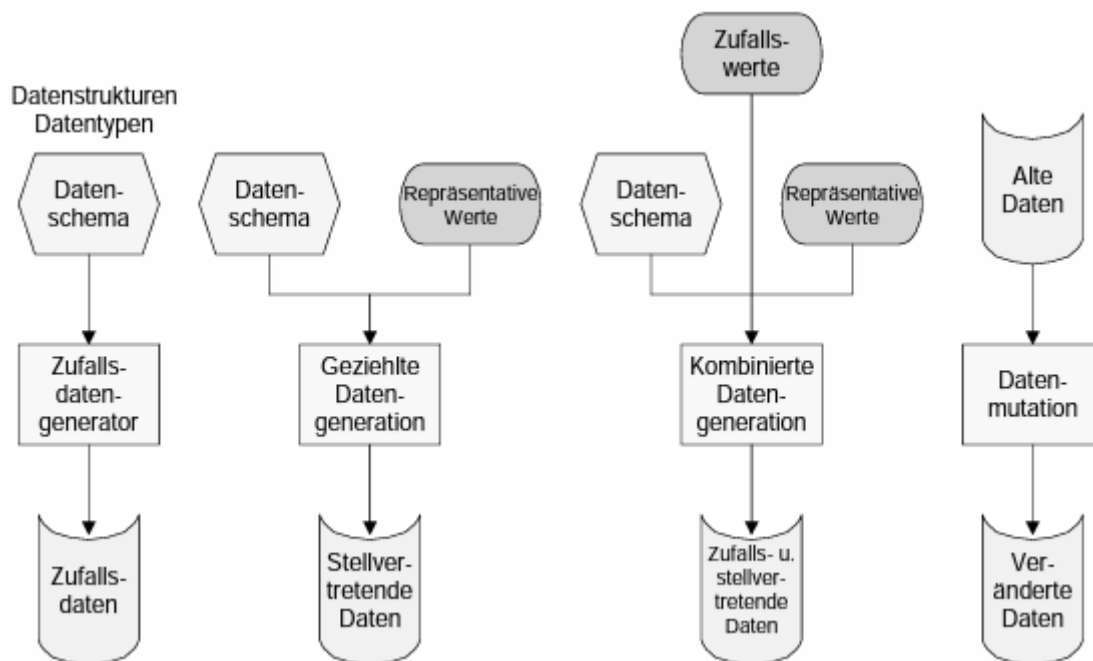 Zufalls-
werte
Datenstrukturen
Datentypen
Daten-
schema
Daten-
schema
Repräsentative
Werte
Daten-
schema
Repräsentative
Werte
Alte
Daten
Zufalls-
daten-
generator
Geziehlte
Daten-
generation
Kombinierte
Daten-
generation
Daten-
mutation
Zufalls-
daten
Stellver-
tretende
Daten
Zufalls- u.
stellver-
tretende
Daten
Ver-
änderte
Daten